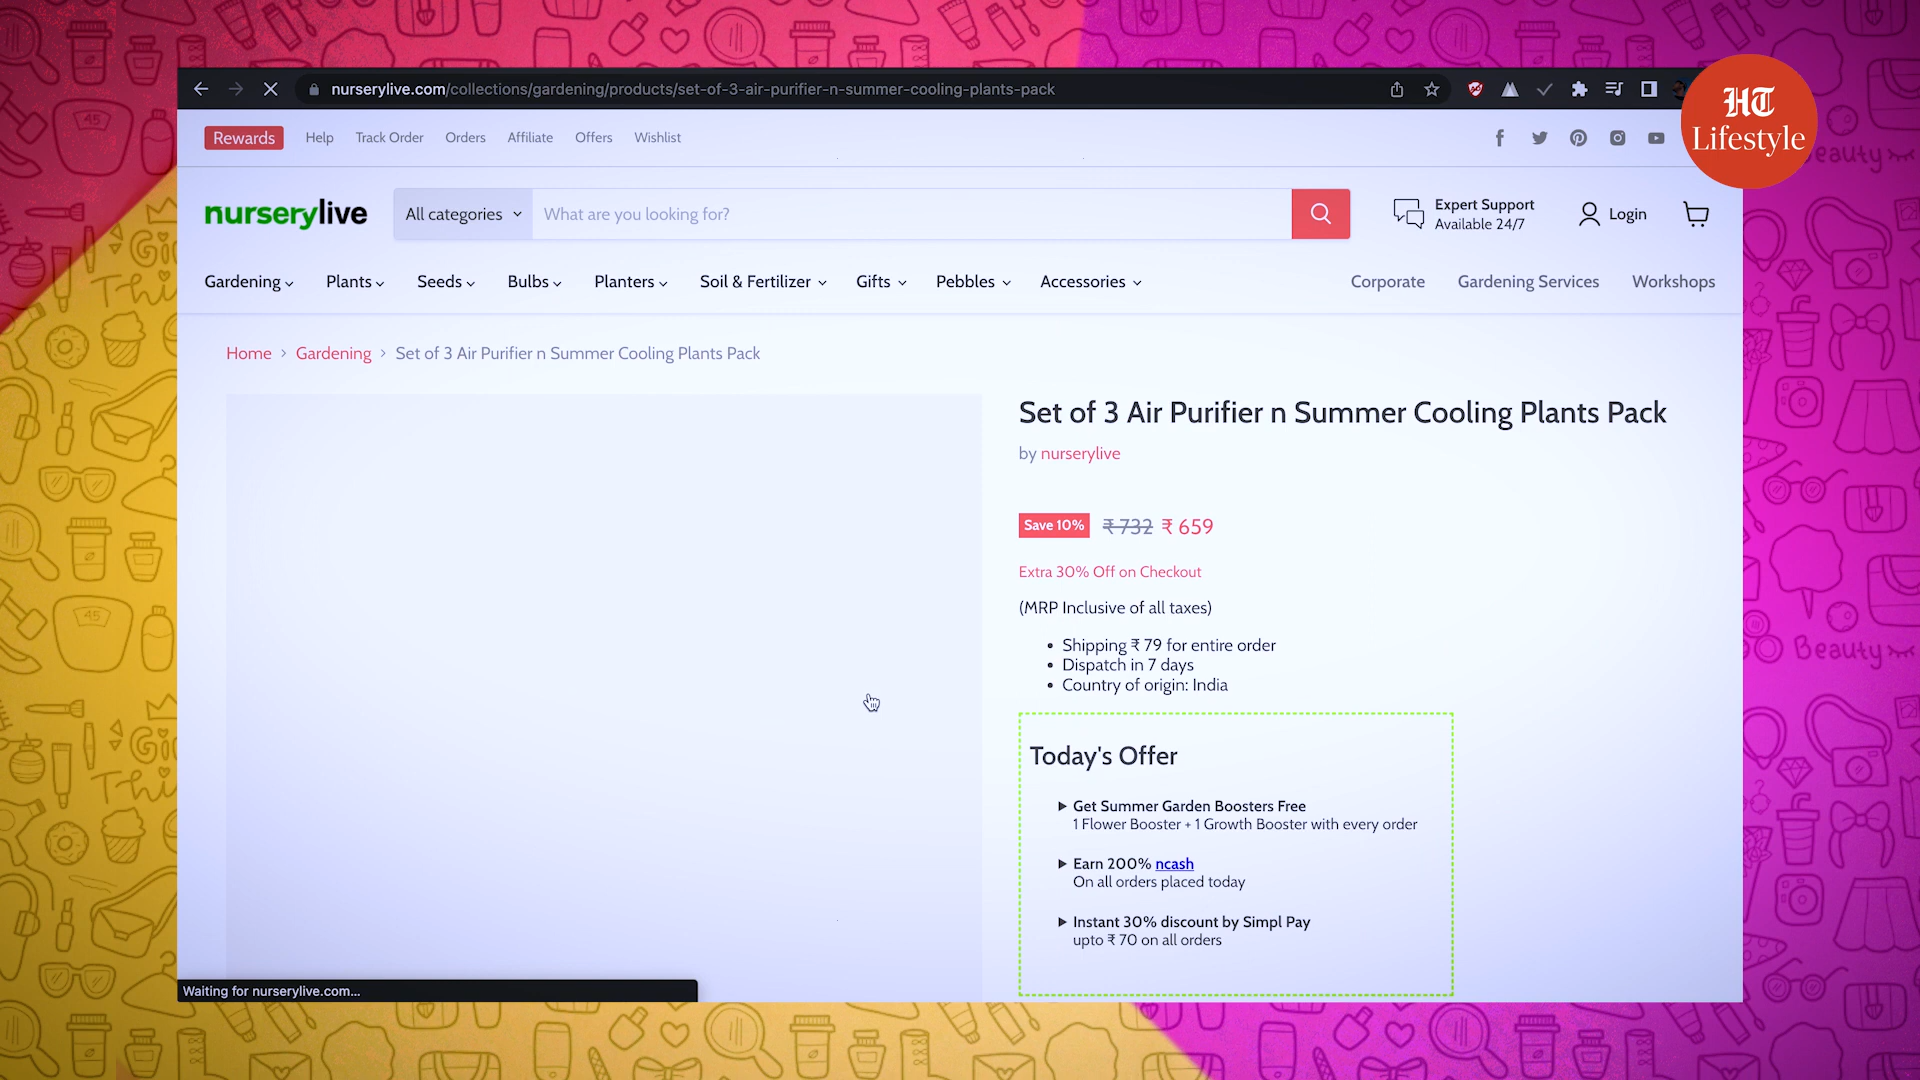 nurserylive.com/collections/gardening/products/set-of-3-air-purifier-n-summer-cooling-plants-pack
HT
Lifestyle
Rewards Help Track Order Orders Affiliate Offers Wishlist
nurserylive All categories What are you looking for? Expert Support
Available 24/7 Login
Gardening Plants Seeds Bulbs Planters Soil & Fertilizer Gifts Pebbles Accessories Corporate Gardening Services Workshops
Home > Gardening > Set of 3 Air Purifier n Summer Cooling Plants Pack
Set of 3 Air Purifier n Summer Cooling Plants Pack
by nurserylive
Save 10% ₹ 732 ₹ 659
Extra 30% Off on Checkout
(MRP Inclusive of all taxes)
• Shipping ₹ 79 for entire order
• Dispatch in 7 days
• Country of origin: India
Today's Offer
Get Summer Garden Boosters Free
1 Flower Booster + 1 Growth Booster with every order
Earn 200% ncash
On all orders placed today
Instant 30% discount by Simpl Pay
upto ₹ 70 on all orders
Waiting for nurserylive.com...
45
45
Beauty
Beauty